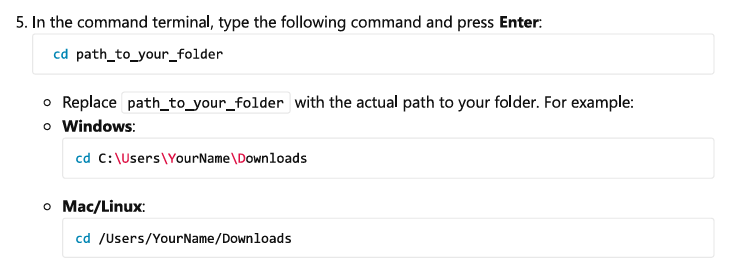 5. In the command terminal, type the following command and press Enter:
cd path_to_your_folder
Replace path_to_your_folder with the actual path to your folder. For example:
Windows:
cd C:\Users\YourName\Downloads
Mac/Linux:
cd /Users/YourName/Downloads